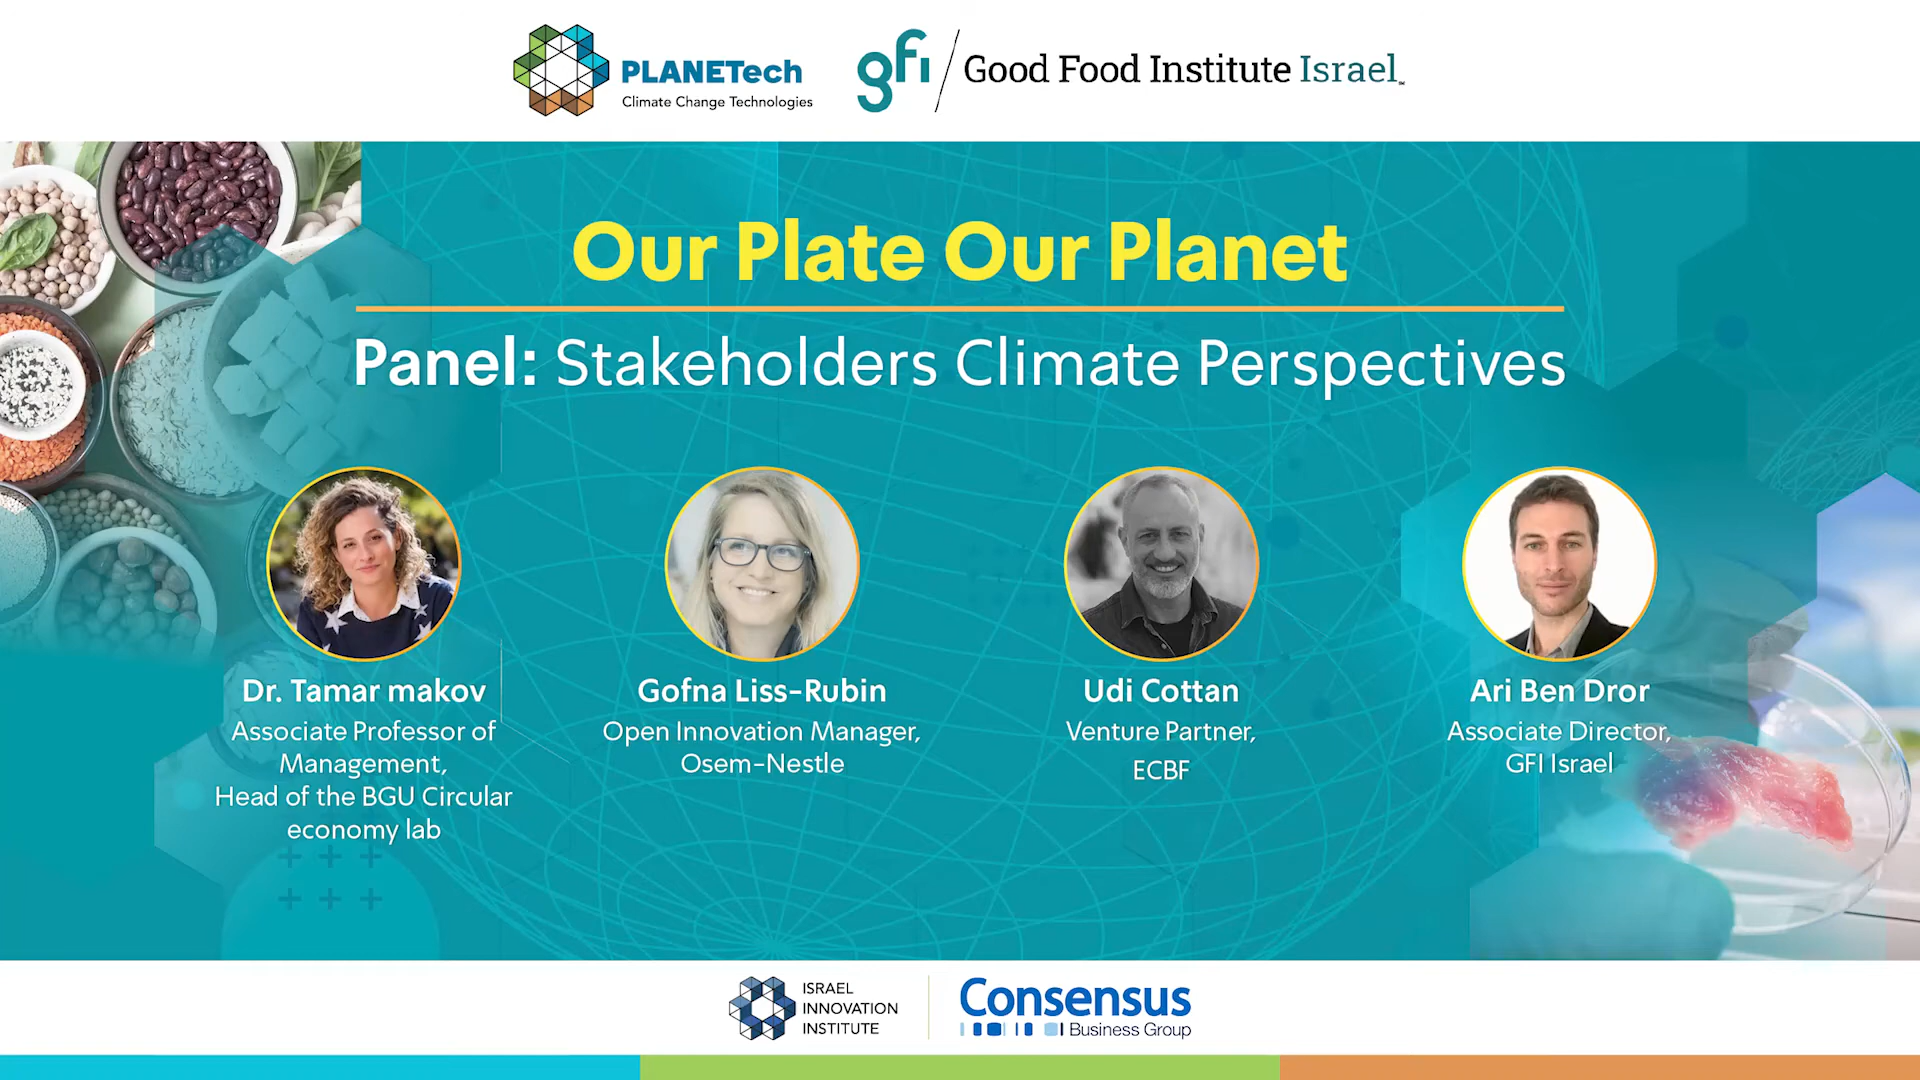 PLANETech
Climate Change Technologies
gfi / Good Food Institute Israel
Our Plate Our Planet
Panel: Stakeholders Climate Perspectives
Dr. Tamar makov
Associate Professor of
Management,
Head of the BGU Circular
economy lab
Gofna Liss-Rubin
Open Innovation Manager,
Osem-Nestle
Udi Cottan
Venture Partner,
ECBF
Ari Ben Dror
Associate Director,
GFI Israel
ISRAEL
INNOVATION
INSTITUTE
Consensus
Business Group